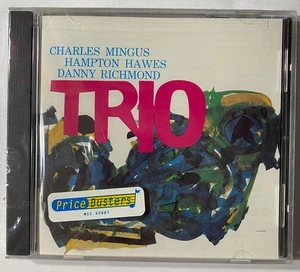 CHARLES MINGUS
HAMPTON HAWES
DANNY RICHMOND
TRIO
Price Busters